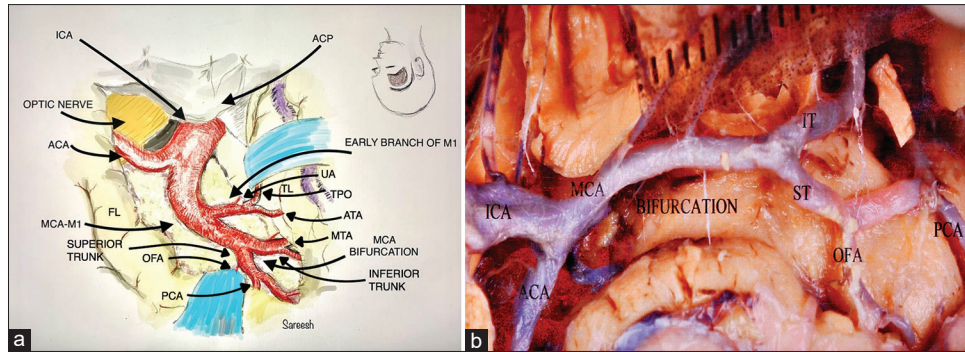 ICA
ACP
OPTIC NERVE
ACA
EARLY BRANCH OF M1
UA
TL
TPO
ATA
FL
MCA-M1
MTA
SUPERIOR
TRUNK
MCA
BIFURCATION
OFA
INFERIOR
TRUNK
PCA
Sareesh
a
IT
MCA
ST
ICA
BIFURCATION
PCA
OFA
ACA
b